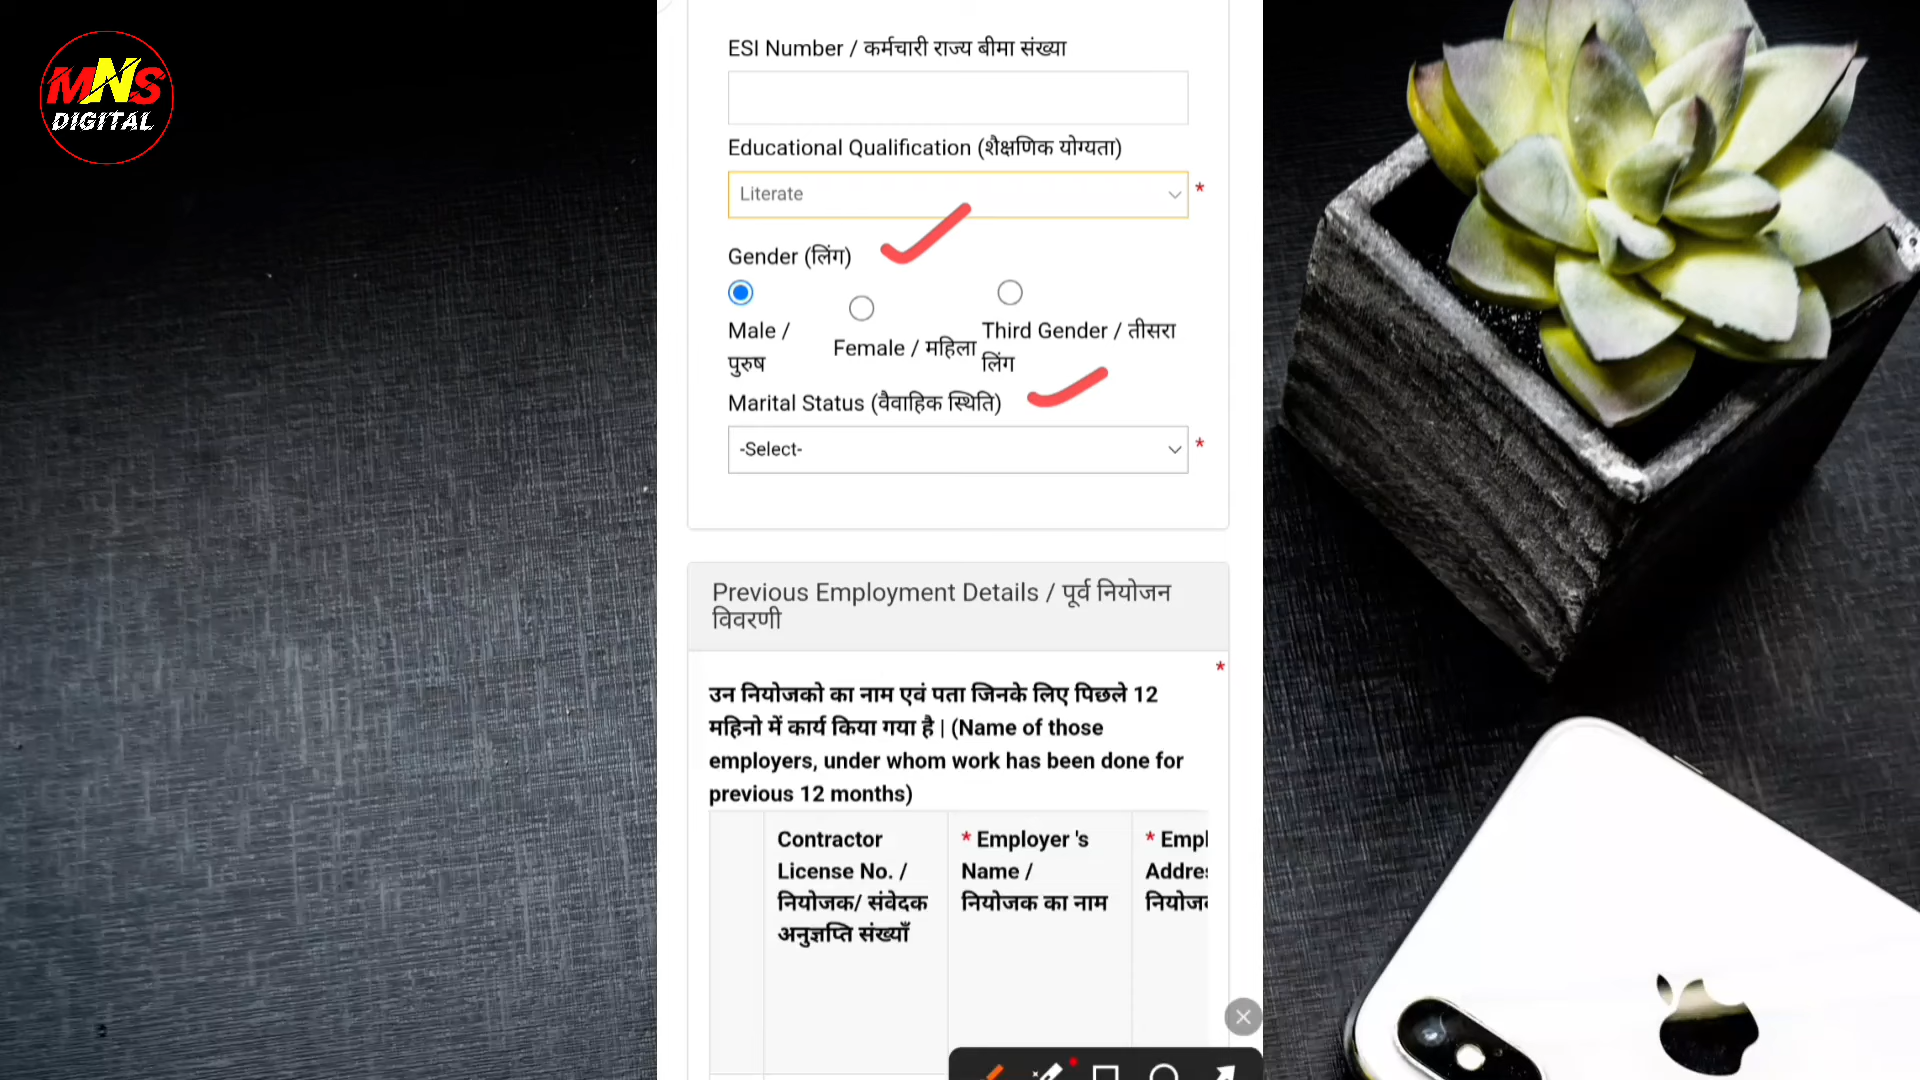 MNS
DIGITAL
ESI Number / कर्मचारी राज्य बीमा संख्या
Educational Qualification (शैक्षणिक योग्यता)
Literate
*
Gender (लिंग)
Male /
पुरुष
Female / महिला
Third Gender / तीसरा
लिंग
Marital Status (वैवाहिक स्थिति)
-Select-
*
Previous Employment Details / पूर्व नियोजन
विवरणी
*
उन नियोजको का नाम एवं पता जिनके लिए पिछले 12
महिनो में कार्य किया गया है | (Name of those
employers, under whom work has been done for
previous 12 months)
Contractor
License No. /
नियोजक/ संवेदक
अनुज्ञप्ति संख्याँ
* Employer 's
Name /
नियोजक का नाम
* Empl
Addre
नियोज